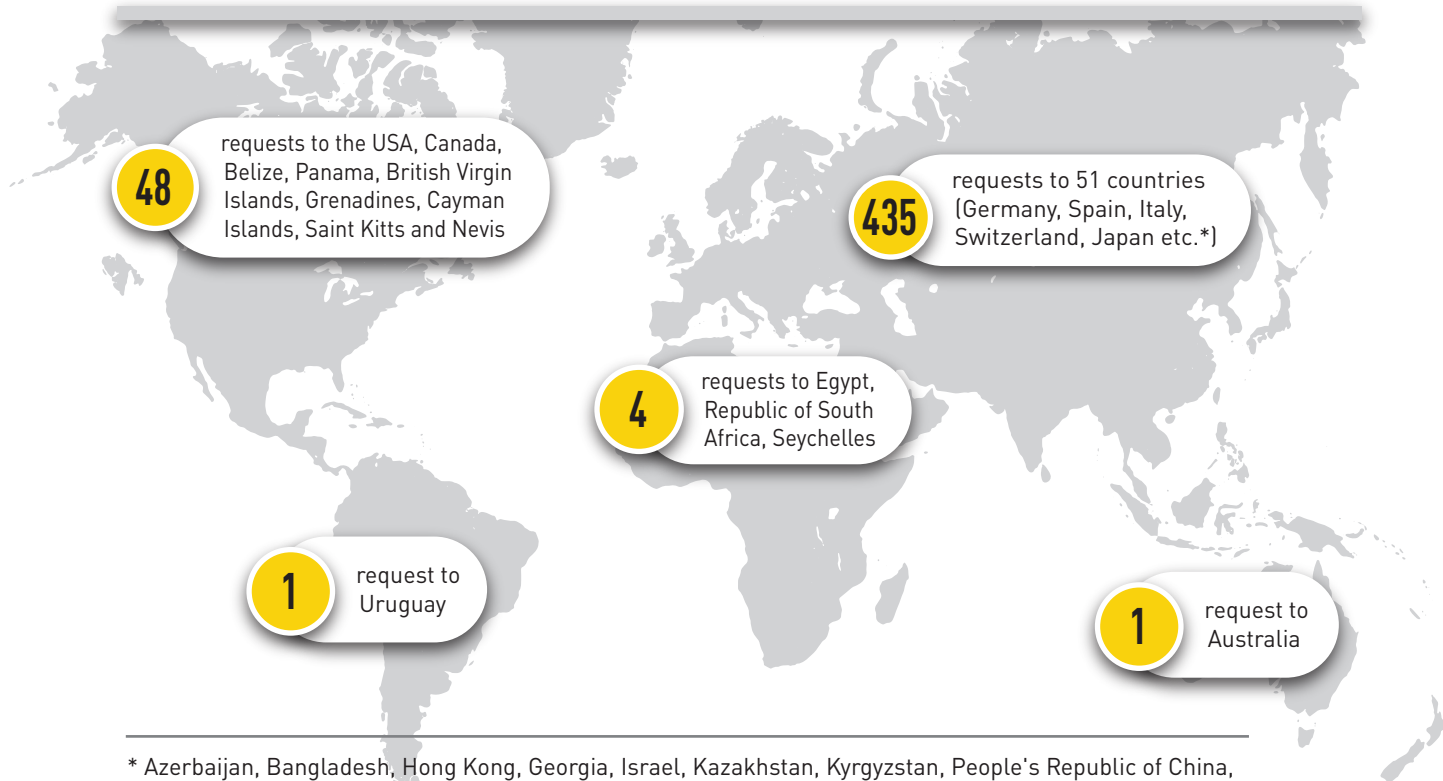 48
requests to the USA, Canada,
Belize, Panama, British Virgin
Islands, Grenadines, Cayman
Islands, Saint Kitts and Nevis
435
requests to 51 countries
(Germany, Spain, Italy,
Switzerland, Japan etc.*)
4
requests to Egypt,
Republic of South
Africa, Seychelles
1
request to
Uruguay
1
request to
Australia
* Azerbaijan, Bangladesh, Hong Kong, Georgia, Israel, Kazakhstan, Kyrgyzstan, People's Republic of China,